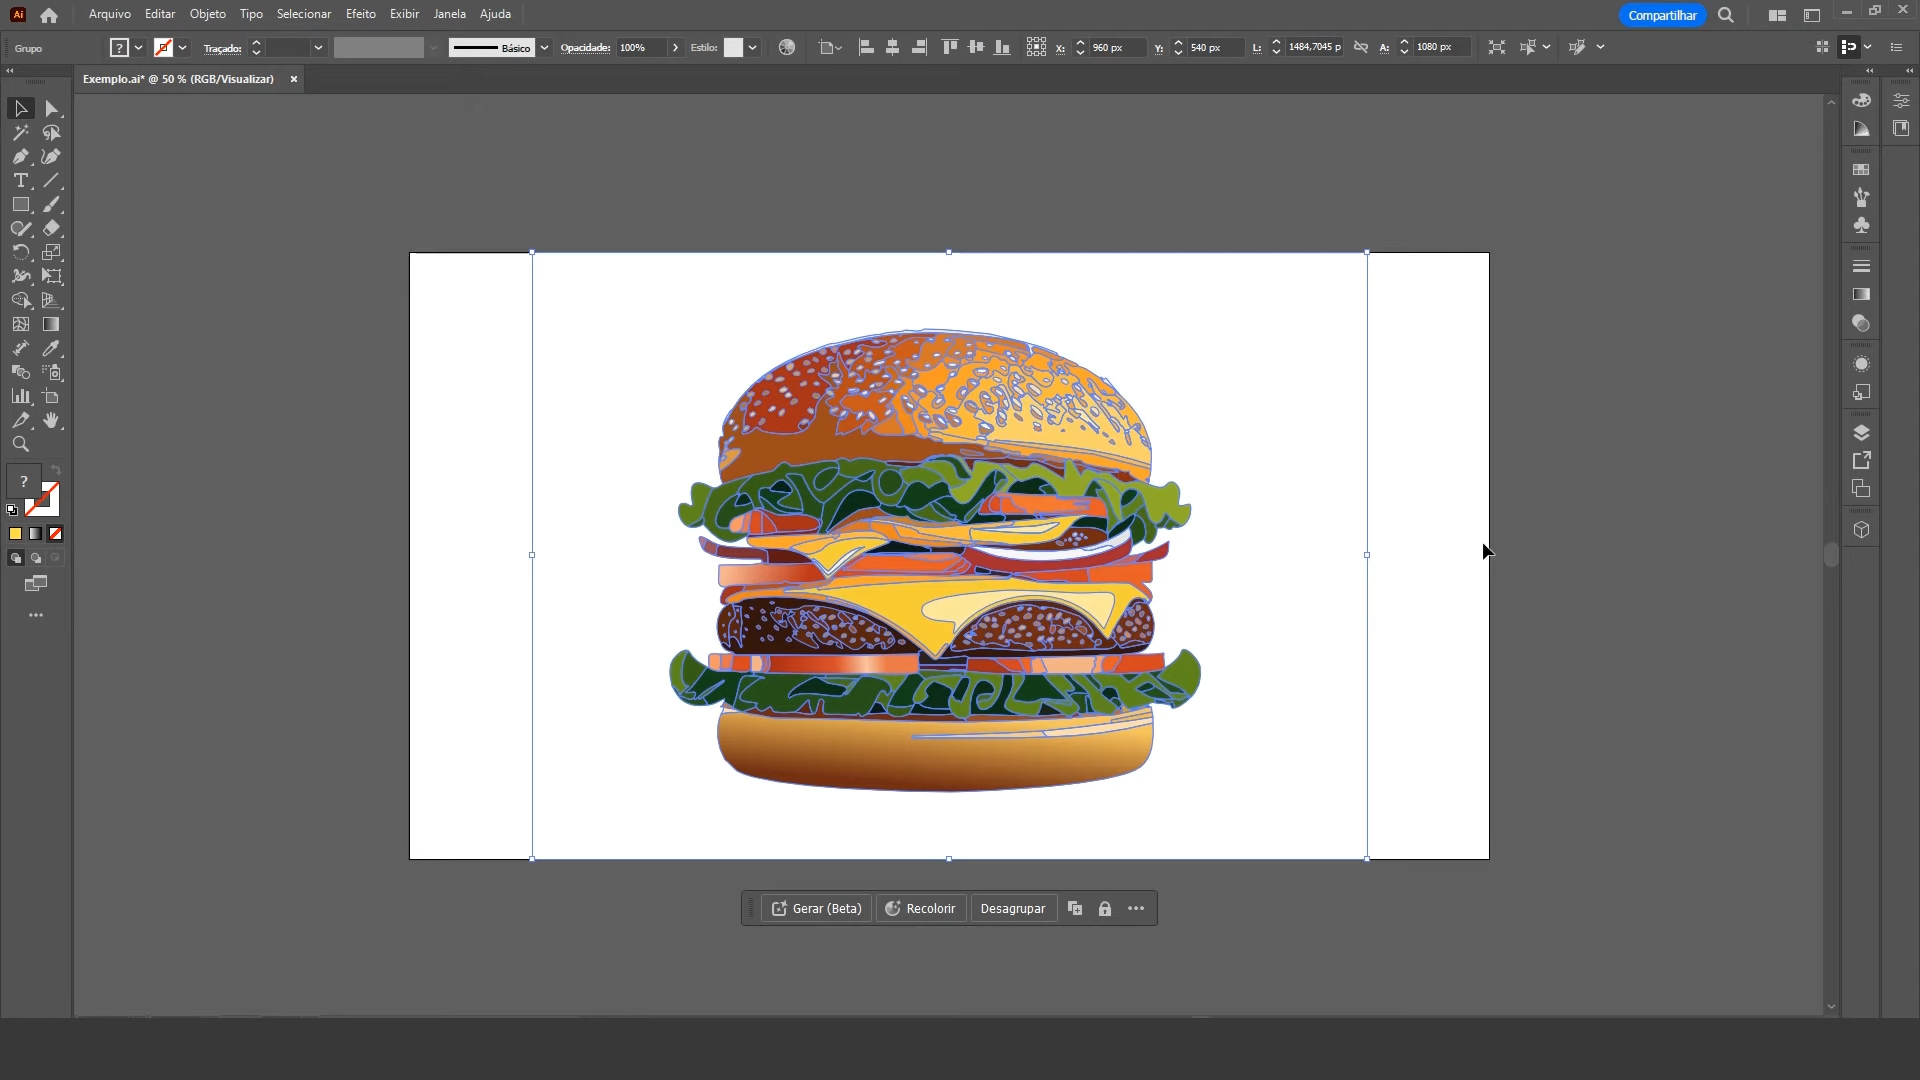 Ai Arquivo Editar Objeto Tipo Selecionar Efeito Exibir Janela Ajuda Compartilhar
Grupo ? Traçado: Básico Opacidade: 100% Estilo: X: 960 px Y: 540 px L: 1484,7045 p A: 1080 px
Exemplo.ai* @ 50 % (RGB/Visualizar) ×
T
?
Gerar (Beta) Recolorir Desagrupar